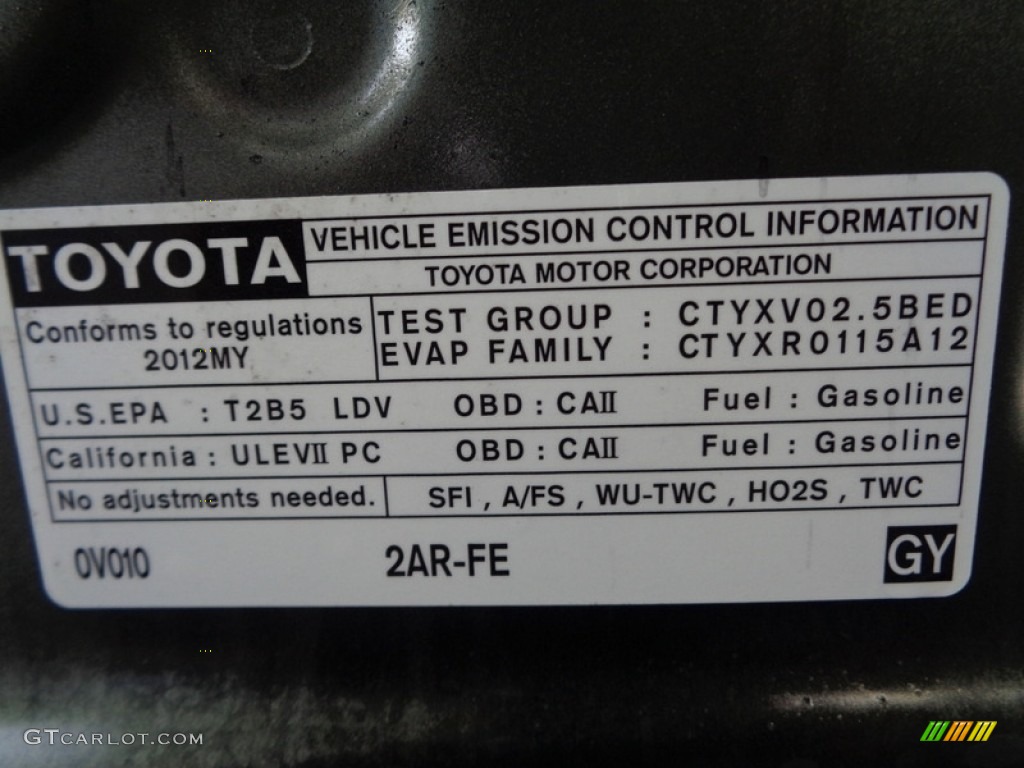 TOYOTA
VEHICLE EMISSION CONTROL INFORMATION
TOYOTA MOTOR CORPORATION
Conforms to regulations
2012MY
TEST GROUP : CTYXV02.5BED
EVAP FAMILY : CTYXR0115A12
U.S.EPA : T2B5 LDV OBD : CAII Fuel : Gasoline
California : ULEVII PC OBD : CAII Fuel : Gasoline
No adjustments needed. SFI , A/FS , WU-TWC , HO2S , TWC
0V010 2AR-FE GY
GTCARLOT.COM